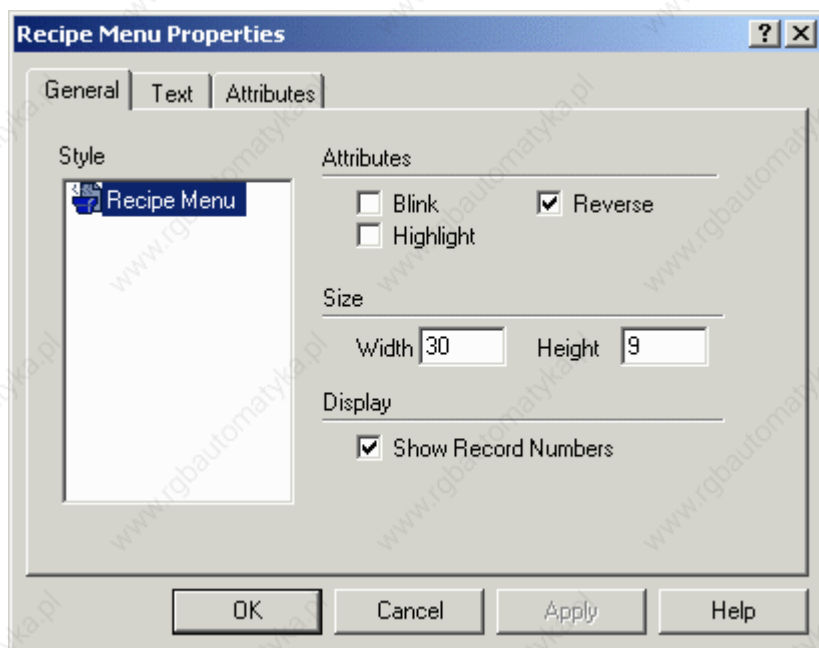 Recipe Menu Properties
General Text Attributes
Style
Recipe Menu
Attributes
Blink Reverse
Highlight
Size
Width 30 Height 9
Display
Show Record Numbers
OK Cancel Apply Help
www.rgbautomatyka.pl